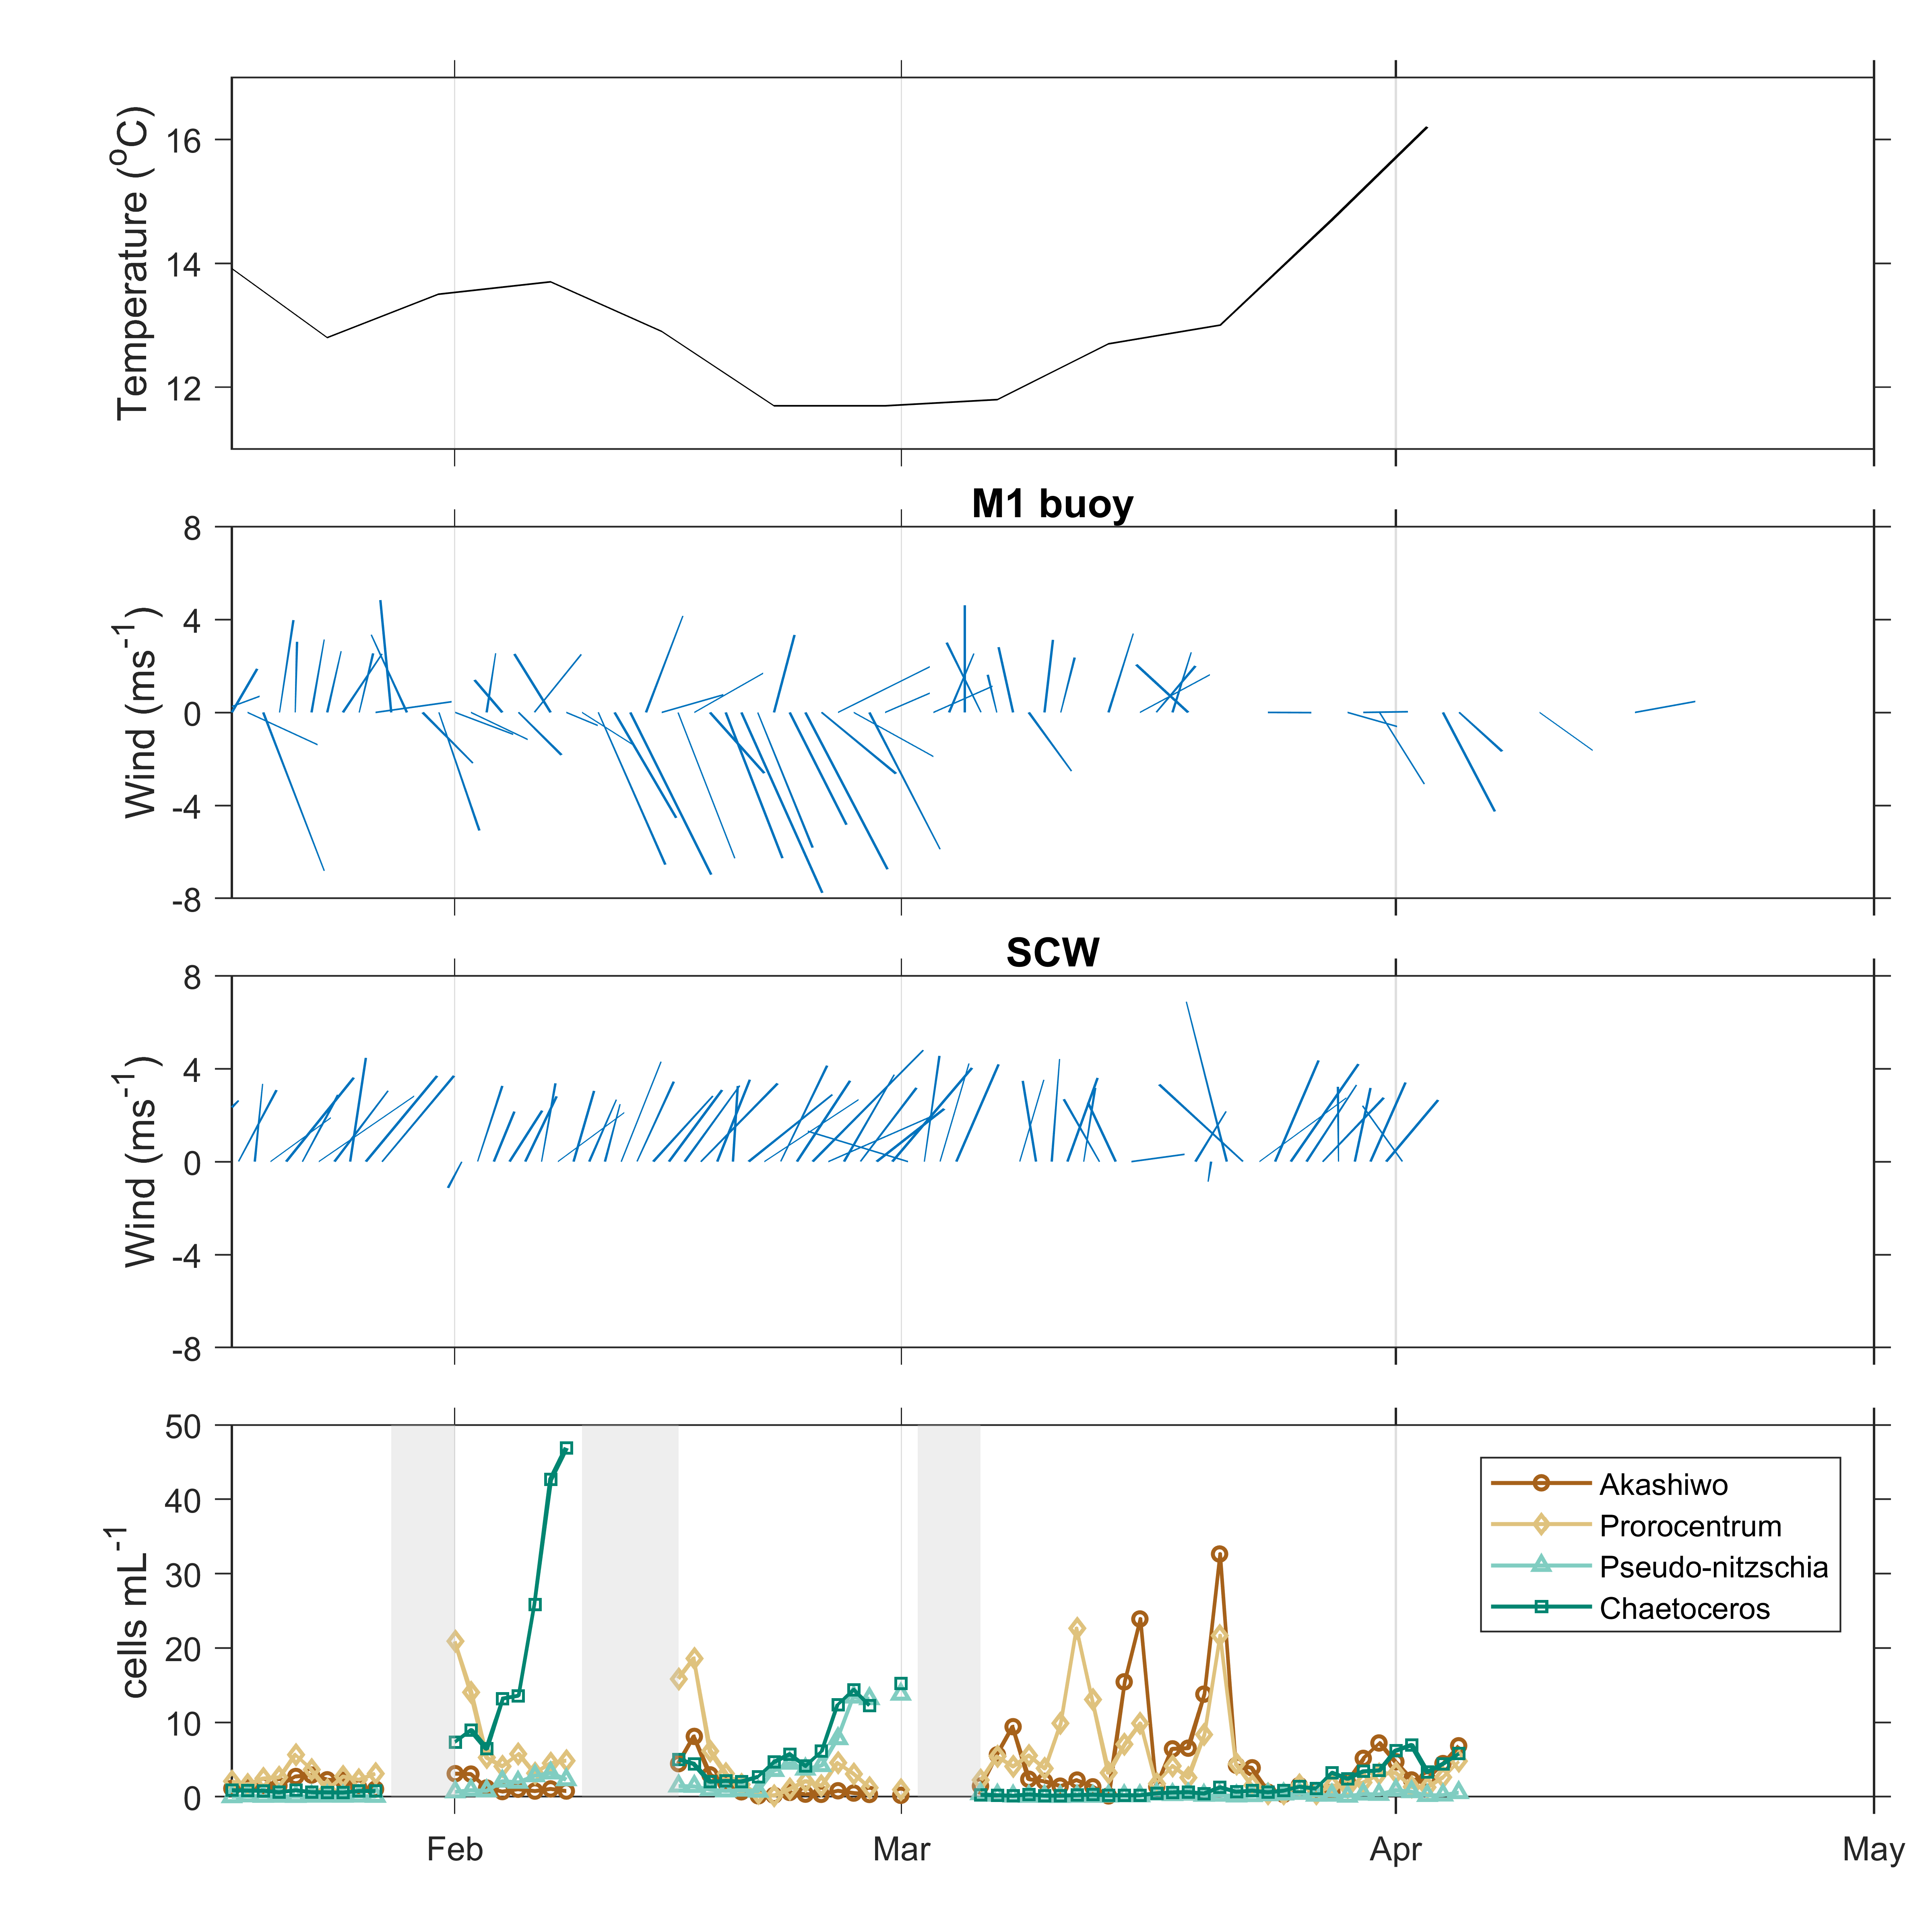 Temperature (°C)
16
14
12
M1 buoy
Wind (ms-1)
8
4
0
-4
-8
SCW
Wind (ms-1)
8
4
0
-4
-8
cells mL-1
50
40
30
20
10
0
Akashiwo
Prorocentrum
Pseudo-nitzschia
Chaetoceros
Feb Mar Apr May